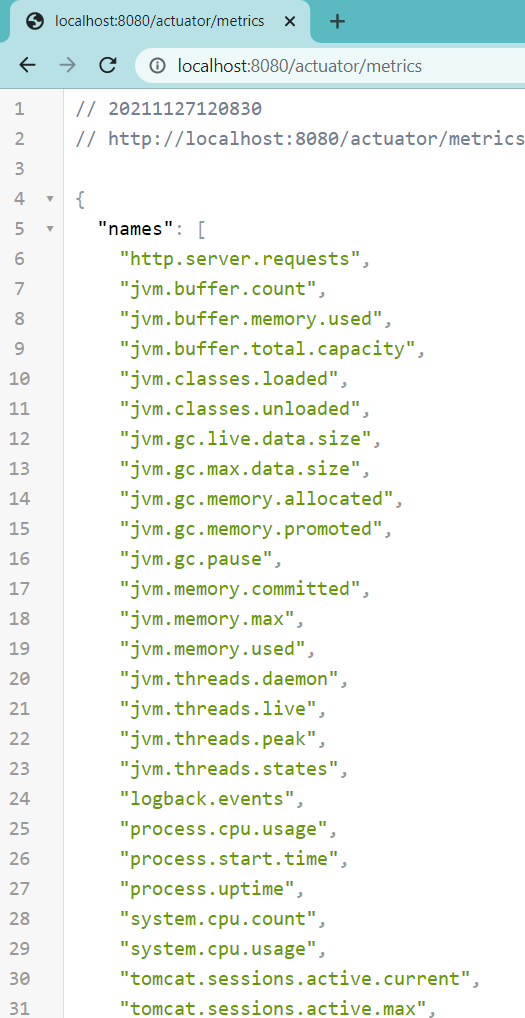 localhost:8080/actuator/metrics
localhost:8080/actuator/metrics
1 // 20211127120830
2 // http://localhost:8080/actuator/metrics
3
4 {
5 "names": [
6 "http.server.requests",
7 "jvm.buffer.count",
8 "jvm.buffer.memory.used",
9 "jvm.buffer.total.capacity",
10 "jvm.classes.loaded",
11 "jvm.classes.unloaded",
12 "jvm.gc.live.data.size",
13 "jvm.gc.max.data.size",
14 "jvm.gc.memory.allocated",
15 "jvm.gc.memory.promoted",
16 "jvm.gc.pause",
17 "jvm.memory.committed",
18 "jvm.memory.max",
19 "jvm.memory.used",
20 "jvm.threads.daemon",
21 "jvm.threads.live",
22 "jvm.threads.peak",
23 "jvm.threads.states",
24 "logback.events",
25 "process.cpu.usage",
26 "process.start.time",
27 "process.uptime",
28 "system.cpu.count",
29 "system.cpu.usage",
30 "tomcat.sessions.active.current",
31 "tomcat.sessions.active.max",